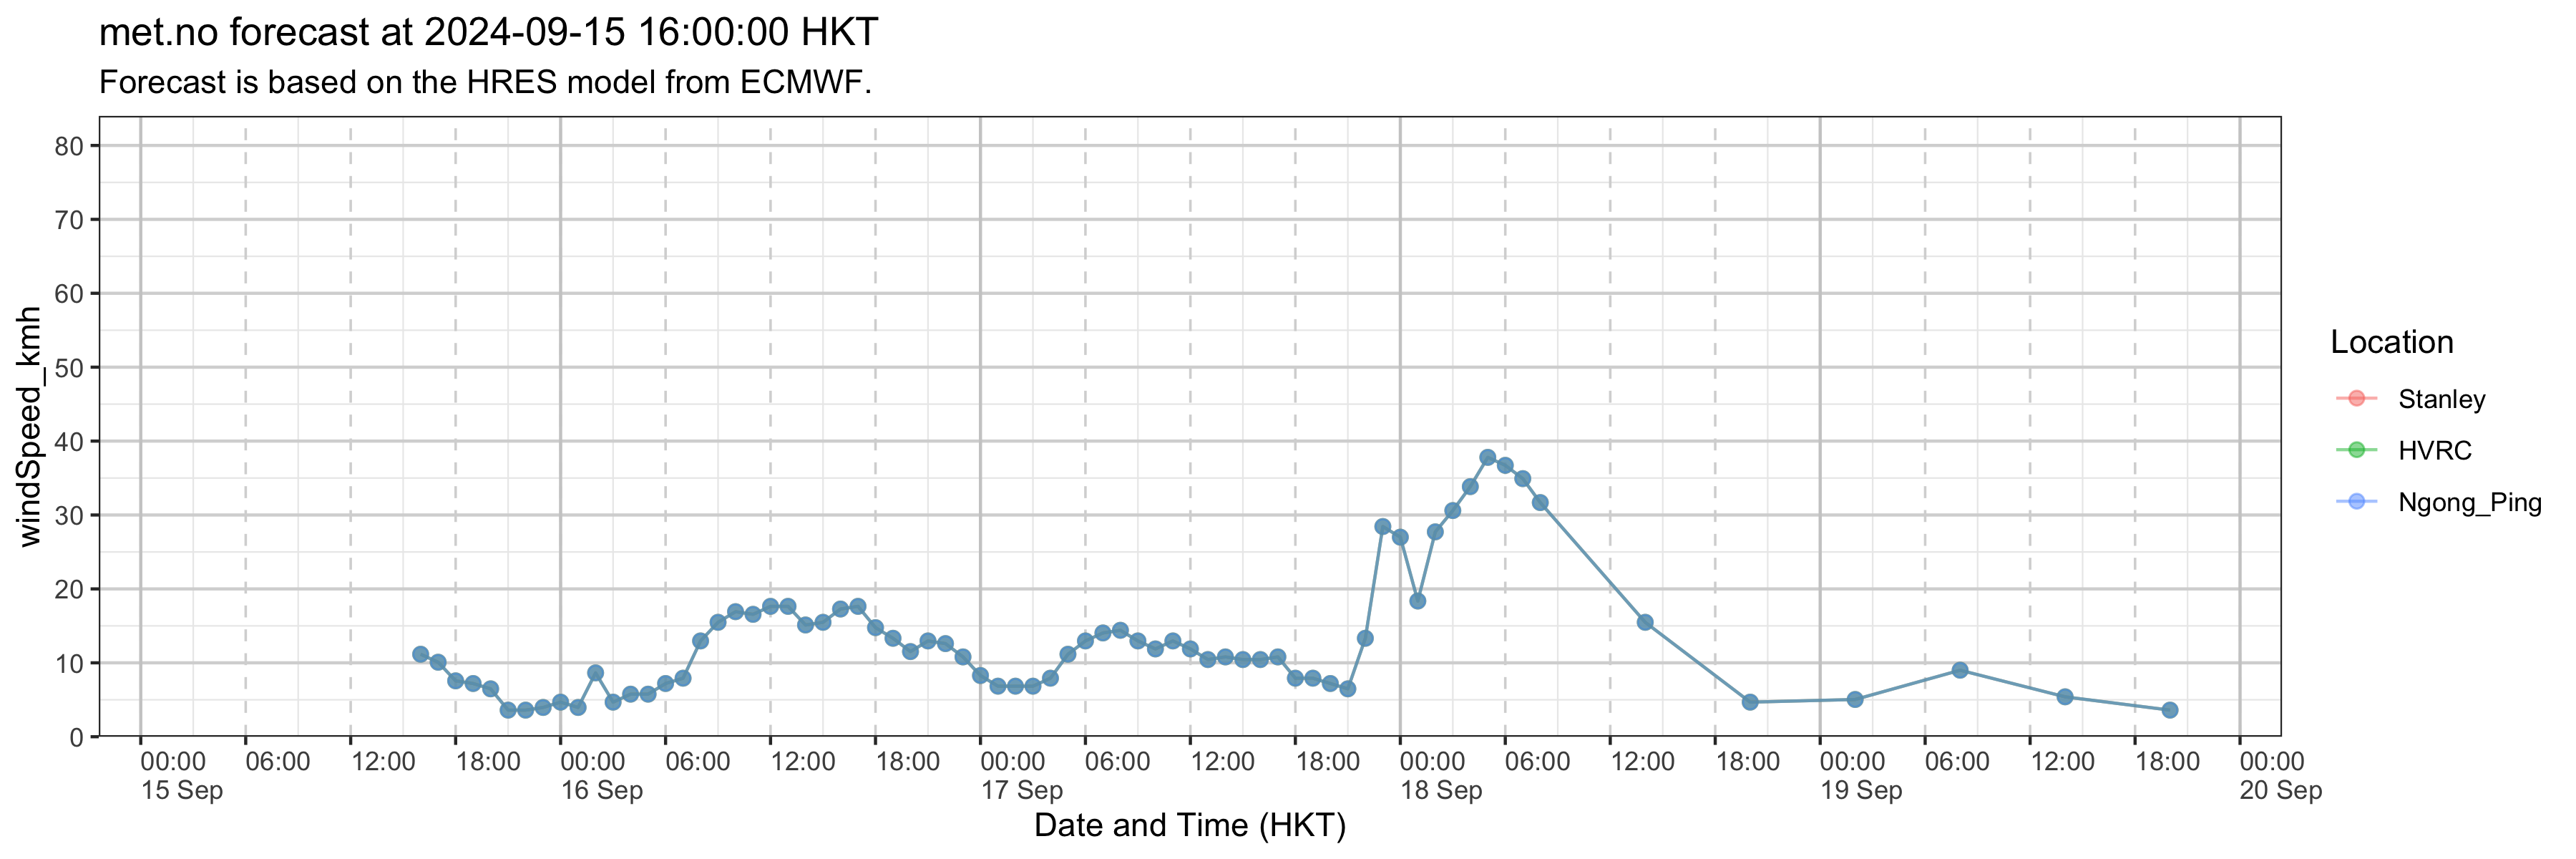 met.no forecast at 2024-09-15 16:00:00 HKT
Forecast is based on the HRES model from ECMWF.
windSpeed_kmh
80
70
60
50
40
30
20
10
0
00:00 06:00 12:00 18:00 00:00 06:00 12:00 18:00 00:00 06:00 12:00 18:00 00:00 06:00 12:00 18:00 00:00 06:00 12:00 18:00 00:00
15 Sep 16 Sep 17 Sep 18 Sep 19 Sep 20 Sep
Date and Time (HKT)
Location
Stanley
HVRC
Ngong_Ping